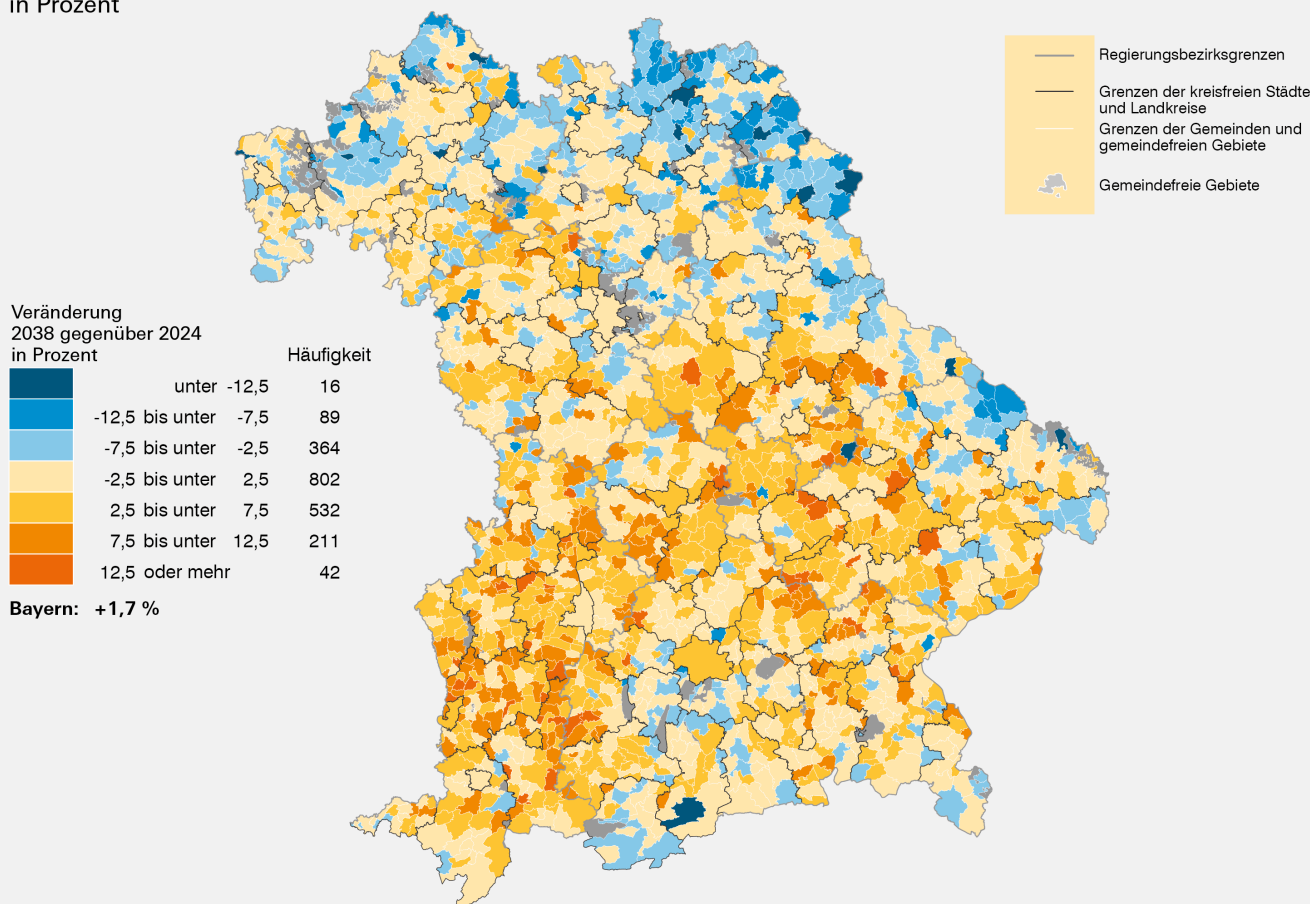 in Prozent
Regierungsbezirksgrenzen
Grenzen der kreisfreien Städte
und Landkreise
Grenzen der Gemeinden und
gemeindefreien Gebiete
Gemeindefreie Gebiete
Veränderung
2038 gegenüber 2024
in Prozent Häufigkeit
unter -12,5 16
-12,5 bis unter -7,5 89
-7,5 bis unter -2,5 364
-2,5 bis unter 2,5 802
2,5 bis unter 7,5 532
7,5 bis unter 12,5 211
12,5 oder mehr 42
Bayern: +1,7 %